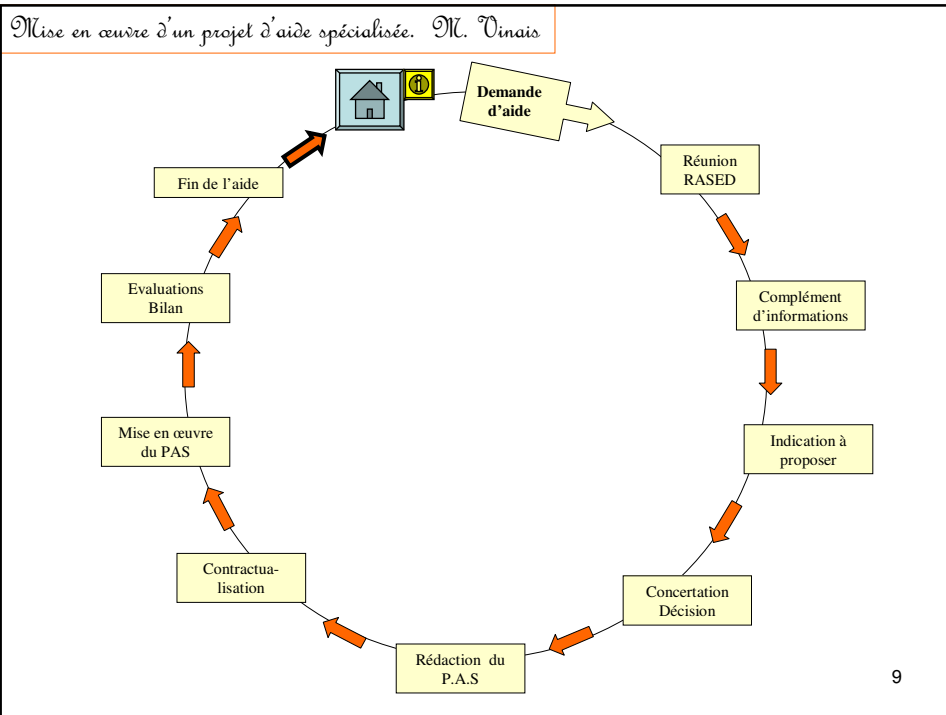 Mise en œuvre d'un projet d'aide spécialisée. M. Vinais
Demande
d'aide
Réunion
RASED
Complément
d'informations
Indication à
proposer
Concertation
Décision
Rédaction du
P.A.S
Contractua-
lisation
Mise en œuvre
du PAS
Evaluations
Bilan
Fin de l'aide
i
9